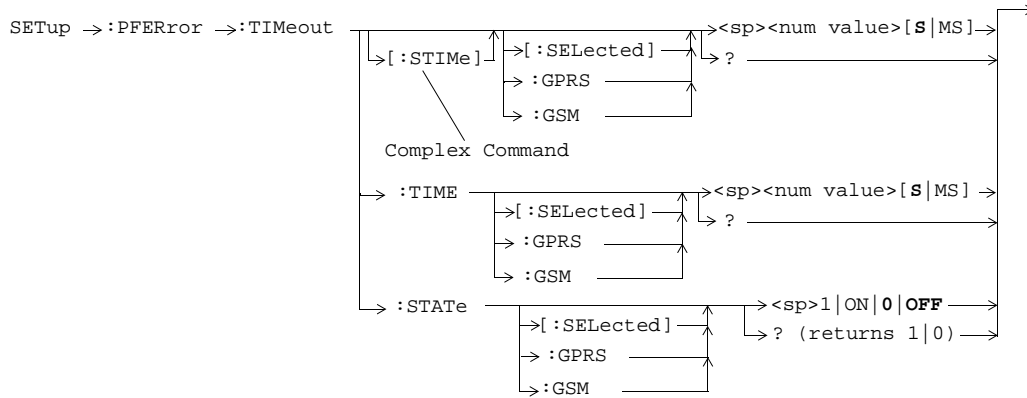 SETup :PFERror :TIMeout <sp><num value>[S|MS]
[:STIMe] [:SELected] ?
:GPRS
:GSM
Complex Command
:TIME <sp><num value>[S|MS]
[:SELected] ?
:GPRS
:GSM
:STATe <sp>1|ON|0|OFF
[:SELected] ? (returns 1|0)
:GPRS
:GSM